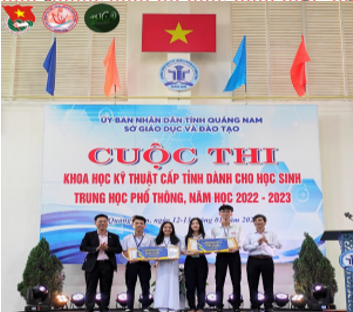 ỦY BAN NHÂN DÂN TỈNH QUẢNG NAM
SỞ GIÁO DỤC VÀ ĐÀO TẠO
CUỘC THI
KHOA HỌC KỸ THUẬT CẤP TỈNH DÀNH CHO HỌC SINH
TRUNG HỌC PHỔ THÔNG, NĂM HỌC 2022 - 2023